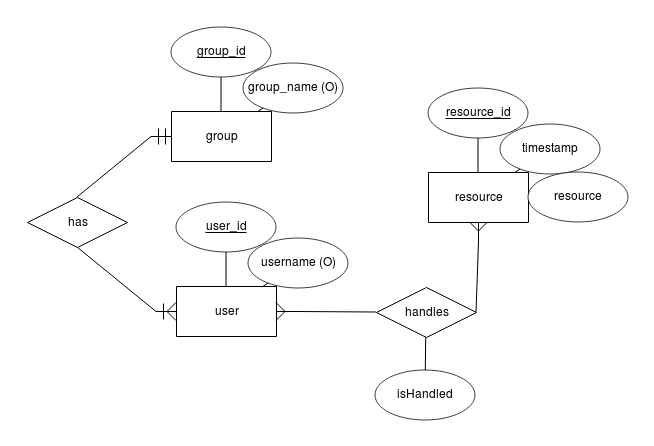 group_id
group_name (O)
group
resource_id
timestamp
resource
resource
has
user_id
username (O)
user
handles
isHandled